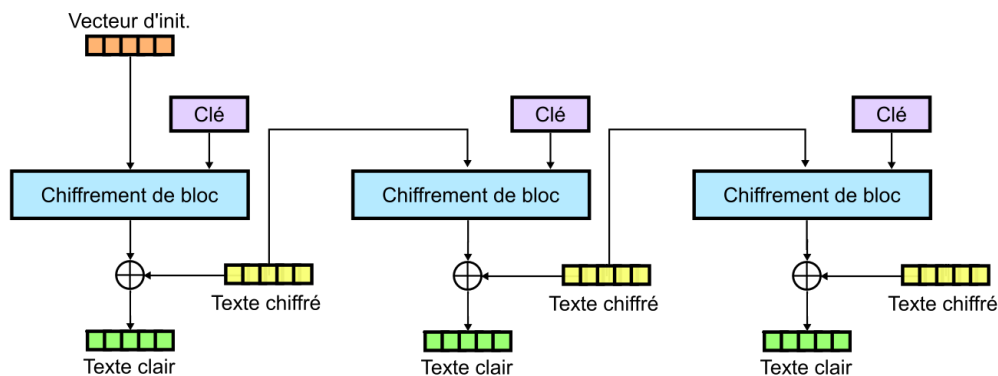 Vecteur d'init.
Clé
Clé
Clé
Chiffrement de bloc
Chiffrement de bloc
Chiffrement de bloc
Texte chiffré
Texte chiffré
Texte chiffré
Texte clair
Texte clair
Texte clair